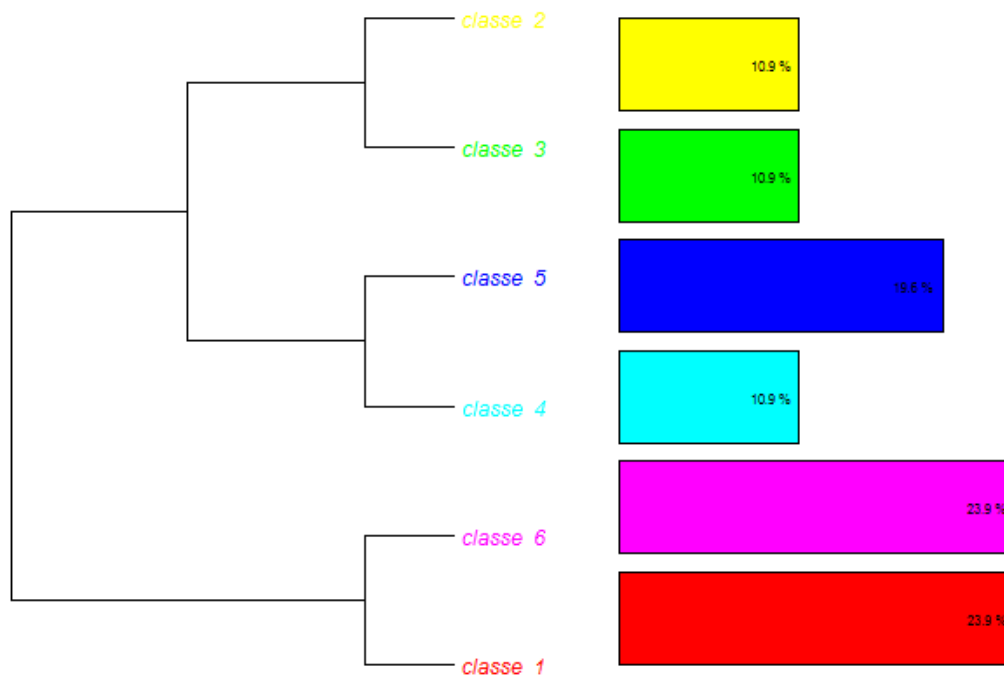 classe 2
10.9 %
classe 3
10.9 %
classe 5
19.6 %
classe 4
10.9 %
classe 6
23.9 %
classe 1
23.9 %